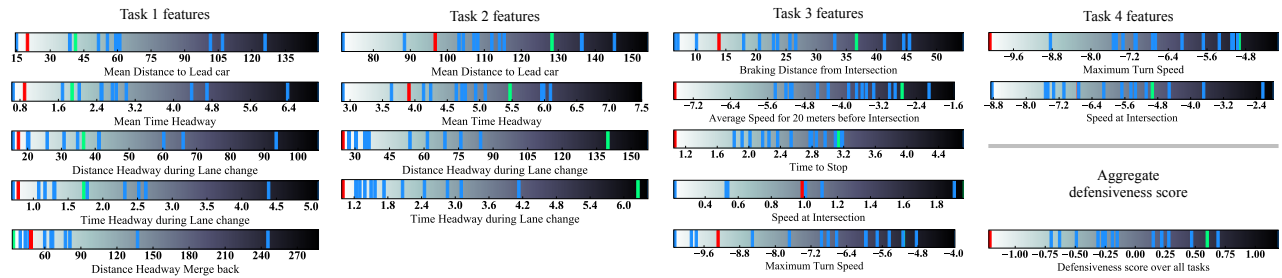 Task 1 features
15 35 60 75 90 105 120 135
Mean Distance to Lead car
0.8 1.6 2.4 3.2 4.0 4.8 5.6 6.4
Mean Time Headway
20 30 40 50 60 70 80 90 100
Distance Headway during Lane change
1.0 1.5 2.0 2.5 3.0 3.5 4.0 4.5 5.0
Time Headway during Lane change
60 90 120 150 180 210 240 270
Distance Headway Merge back
Task 2 features
80 100 120 140
Mean Distance to Lead car
3.0 3.5 4.0 4.5 5.0 5.5 6.0 6.5 7.0 7.5
Mean Time Headway
25 40 55 70 85 100 115 130 150
Distance Headway during Lane change
1.2 1.8 2.4 3.0 3.6 4.2 4.8 5.4 6.0
Time Headway during Lane change
Task 3 features
10 20 30 40 50
Braking Distance from Intersection
−7.2 −6.4 −5.6 −4.8 −4.0 −3.2 −2.4 −1.6
Average Speed for 20 meters before Intersection
1.2 1.6 2.0 2.4 2.8 3.2 3.6 4.0 4.4
Time to Stop
0.4 0.6 0.8 1.0 1.2 1.4 1.6 1.8
Speed at Intersection
−9.6 −8.8 −8.0 −7.2 −6.4 −5.6 −4.8 −4.0
Maximum Turn Speed
Task 4 features
−9.6 −8.8 −8.0 −7.2 −6.4 −5.6 −4.8
Maximum Turn Speed
−8.8 −8.0 −7.2 −6.4 −5.6 −4.8 −4.0 −3.2 −2.4
Speed at Intersection
Aggregate
defensiveness score
−1.00 −0.75 −0.50 −0.25 0.00 0.25 0.50 0.75 1.00
Defensiveness score over all tasks